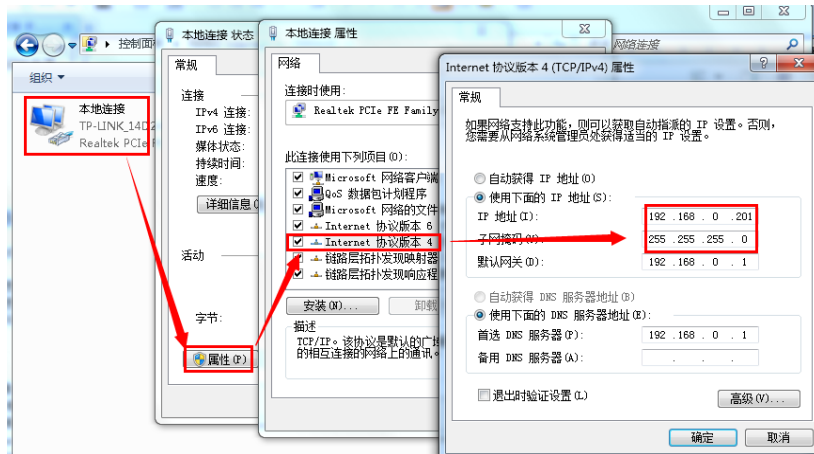 控制面
网络连接
组织
本地连接
TP-LINK_14D2
Realtek PCIe F
本地连接 状态
常规
连接
IPv4 连接:
IPv6 连接:
媒体状态:
持续时间:
速度:
详细信息(
活动
字节:
属性(P)
本地连接 属性
网络
连接时使用:
Realtek PCIe FE Family
此连接使用下列项目(O):
Microsoft 网络客户端
QoS 数据包计划程序
Microsoft 网络的文件
Internet 协议版本 6
Internet 协议版本 4
链路层拓扑发现映射器
链路层拓扑发现响应程
安装(N)...
卸载
描述
TCP/IP。该协议是默认的广域
的相互连接的网络上的通讯。
Internet 协议版本 4 (TCP/IPv4) 属性
常规
如果网络支持此功能，则可以获取自动指派的 IP 设置。否则，
您需要从网络系统管理员处获得适当的 IP 设置。
自动获得 IP 地址(O)
使用下面的 IP 地址(S):
IP 地址(I): 192 .168 . 0 .201
子网掩码(U): 255 .255 .255 . 0
默认网关(D): 192 .168 . 0 . 1
自动获得 DNS 服务器地址(B)
使用下面的 DNS 服务器地址(E):
首选 DNS 服务器(P): 192 .168 . 0 . 1
备用 DNS 服务器(A): . . .
退出时验证设置(L)
高级(V)...
确定
取消